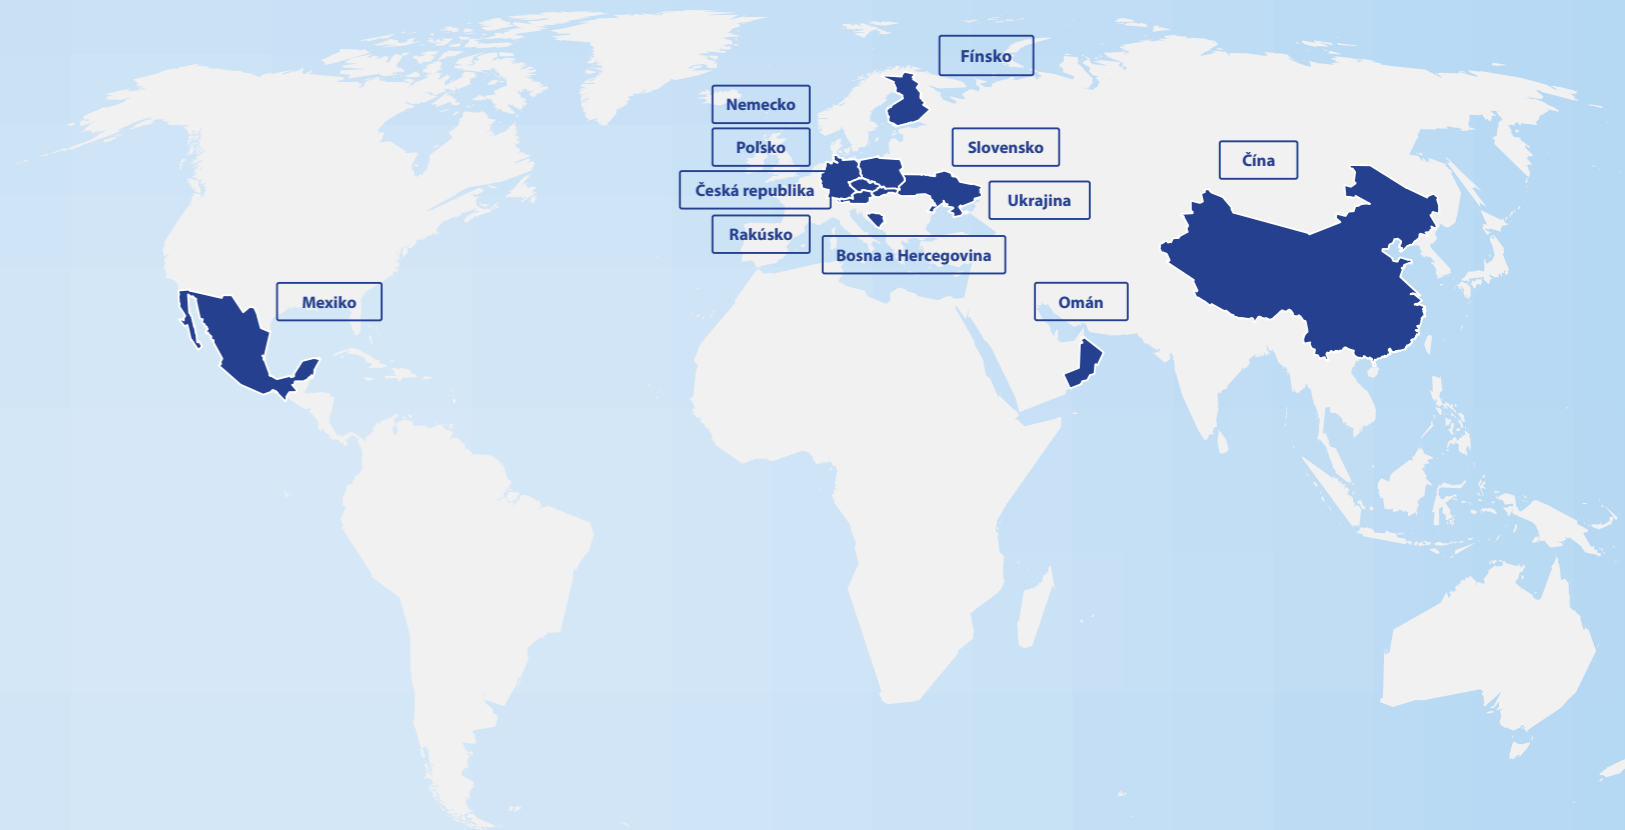 Fínsko
Nemecko
Poľsko
Slovensko
Čína
Česká republika
Ukrajina
Rakúsko
Bosna a Hercegovina
Mexiko
Omán